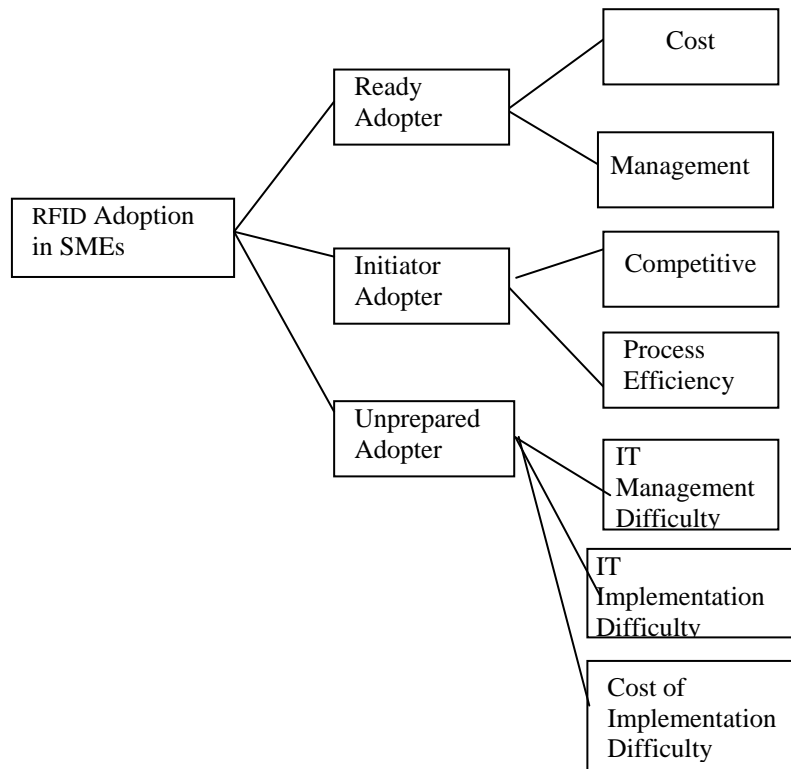 RFID Adoption
in SMEs
Ready
Adopter
Cost
Management
Initiator
Adopter
Competitive
Process
Efficiency
Unprepared
Adopter
IT
Management
Difficulty
IT
Implementation
Difficulty
Cost of
Implementation
Difficulty